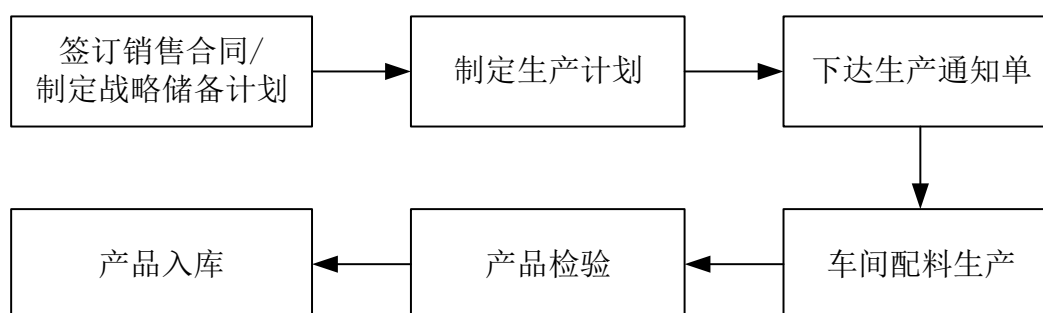 签订销售合同/
制定战略储备计划
制定生产计划
下达生产通知单
车间配料生产
产品检验
产品入库